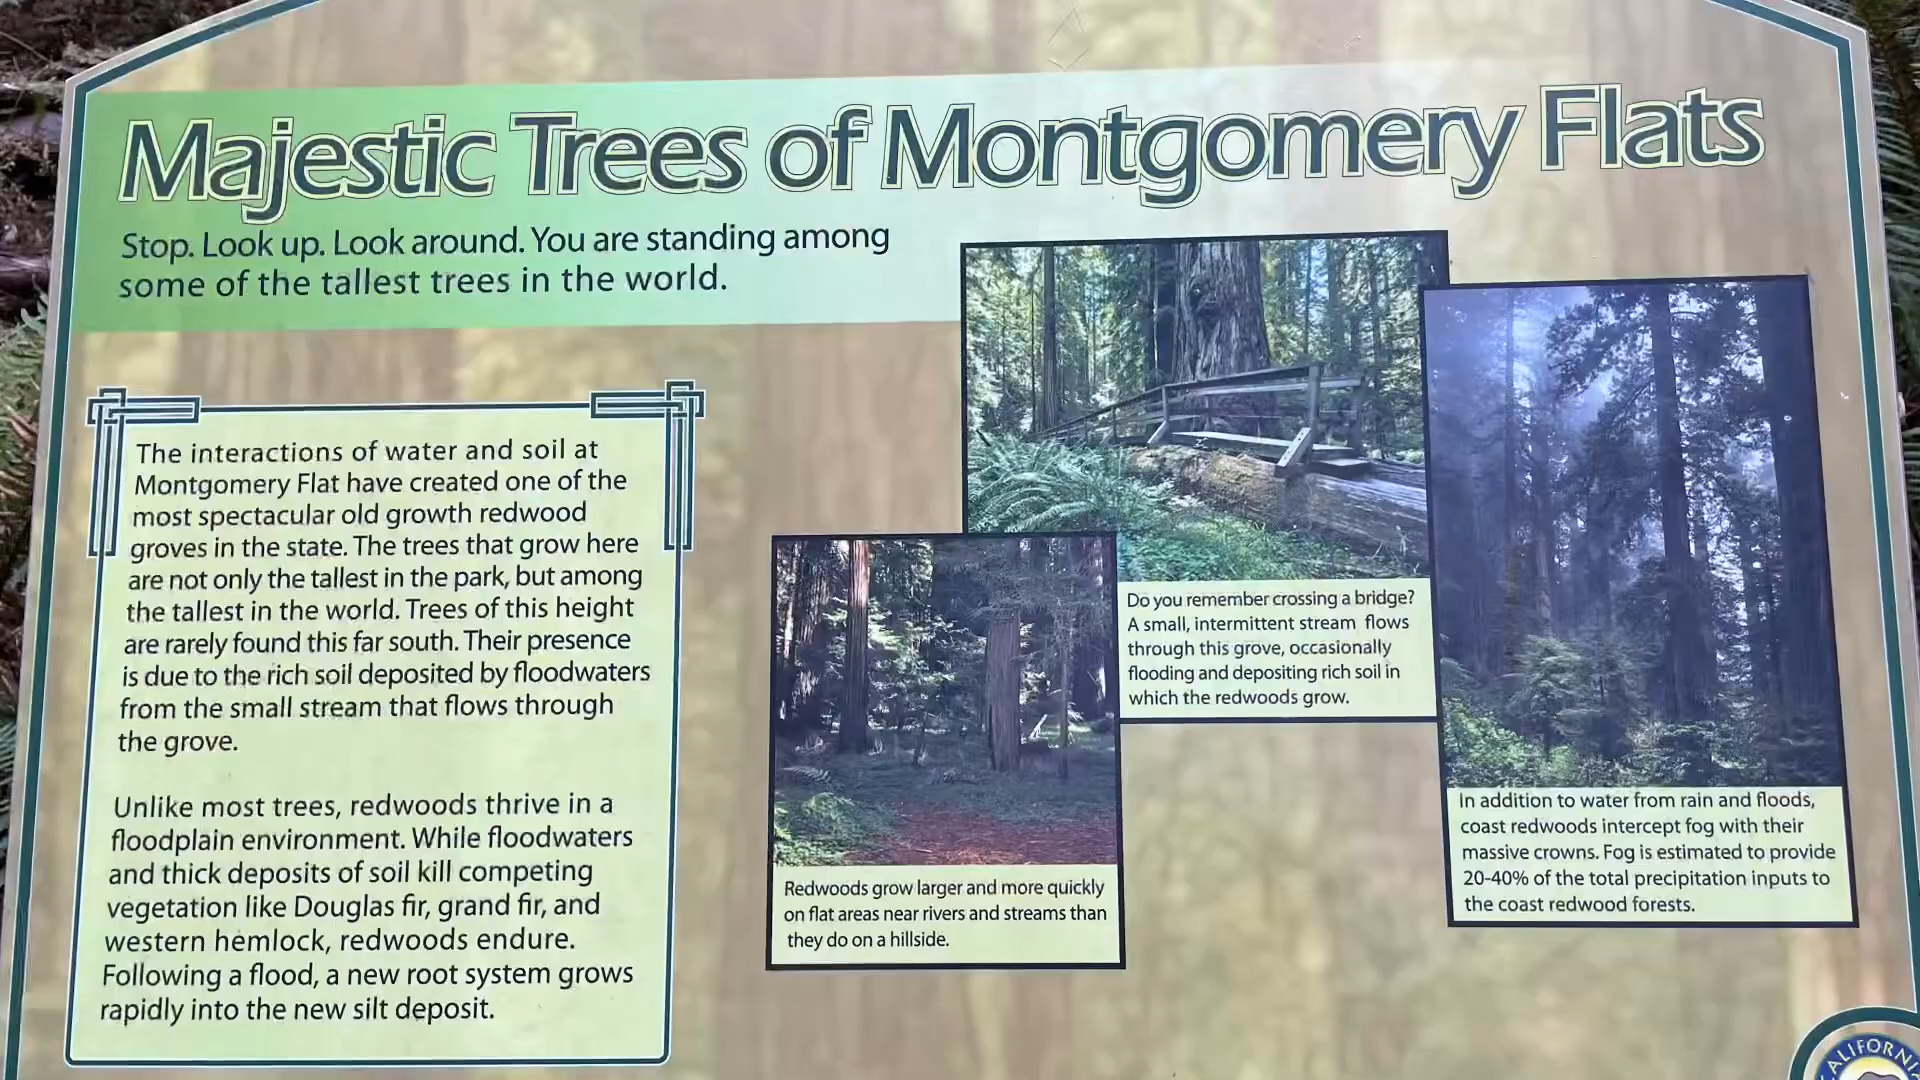 Majestic Trees of Montgomery Flats
Stop. Look up. Look around. You are standing among
some of the tallest trees in the world.
The interactions of water and soil at
Montgomery Flat have created one of the
most spectacular old growth redwood
groves in the state. The trees that grow here
are not only the tallest in the park, but among
the tallest in the world. Trees of this height
are rarely found this far south. Their presence
is due to the rich soil deposited by floodwaters
from the small stream that flows through
the grove.
Unlike most trees, redwoods thrive in a
floodplain environment. While floodwaters
and thick deposits of soil kill competing
vegetation like Douglas fir, grand fir, and
western hemlock, redwoods endure.
Following a flood, a new root system grows
rapidly into the new silt deposit.
Redwoods grow larger and more quickly
on flat areas near rivers and streams than
they do on a hillside.
Do you remember crossing a bridge?
A small, intermittent stream flows
through this grove, occasionally
flooding and depositing rich soil in
which the redwoods grow.
In addition to water from rain and floods,
coast redwoods intercept fog with their
massive crowns. Fog is estimated to provide
20-40% of the total precipitation inputs to
the coast redwood forests.